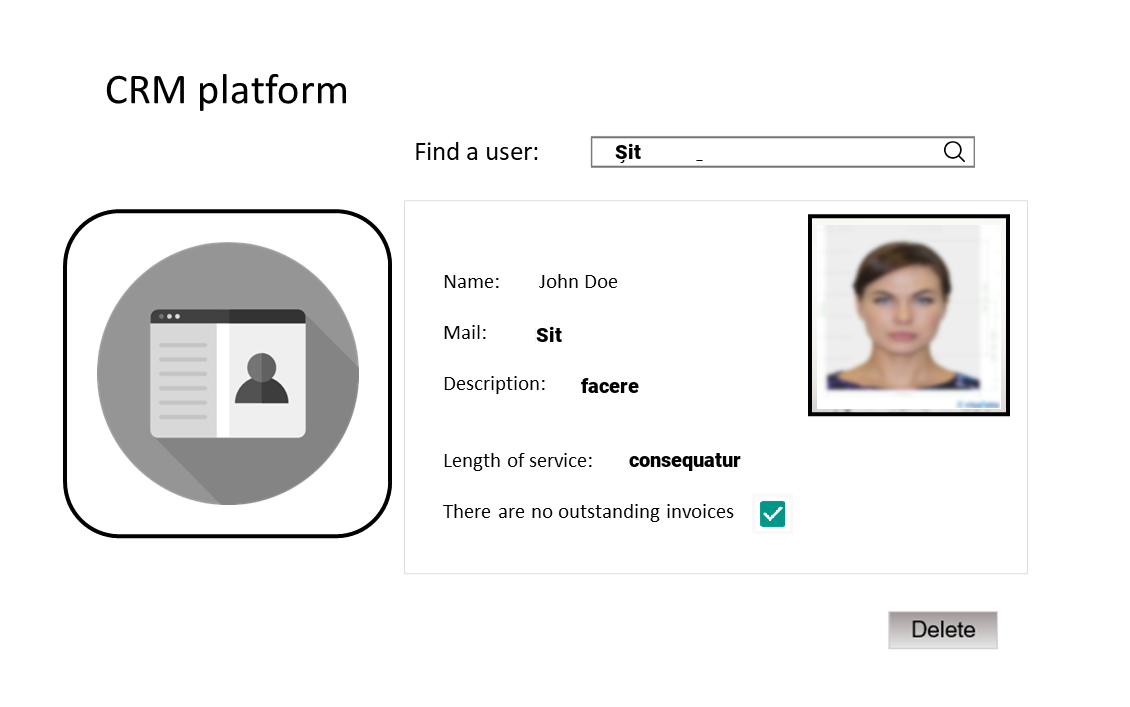 CRM platform
Find a user: Sit _
Name: John Doe
Mail: Sit
Description: facere
Length of service: consequatur
There are no outstanding invoices
Delete